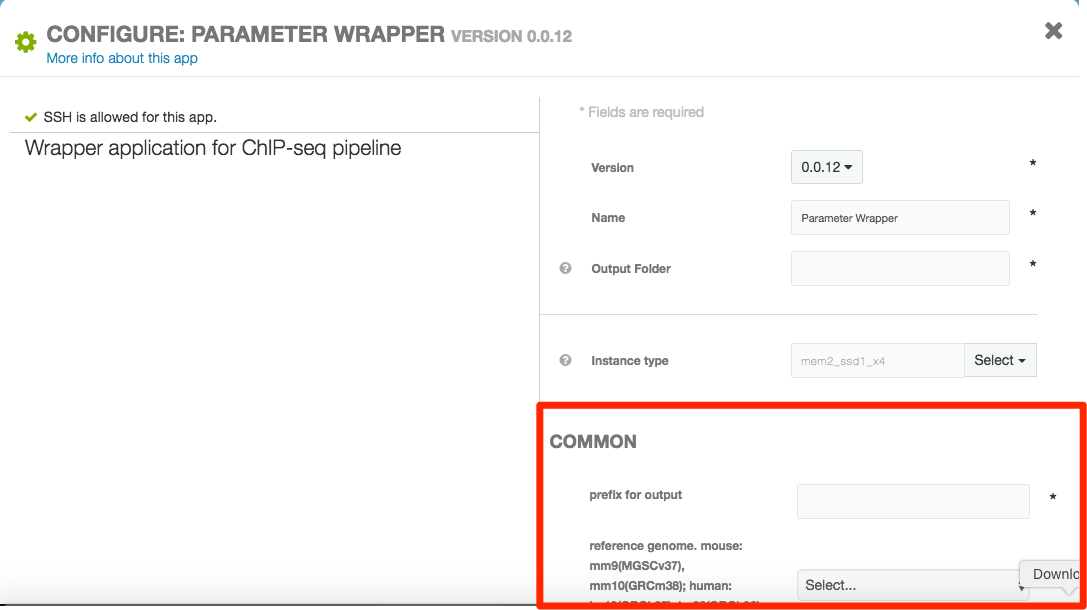 CONFIGURE: PARAMETER WRAPPER VERSION 0.0.12
More info about this app
SSH is allowed for this app.
Wrapper application for ChIP-seq pipeline
* Fields are required
Version 0.0.12 *
Name Parameter Wrapper *
? Output Folder *
? Instance type mem2_ssd1_x4 Select
COMMON
prefix for output *
reference genome. mouse:
mm9(MGSCv37),
mm10(GRCm38); human:
Select...
Downlo